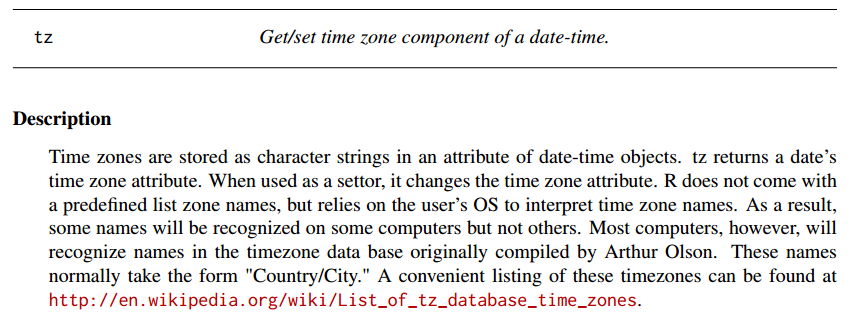 tz Get/set time zone component of a date-time.
Description
Time zones are stored as character strings in an attribute of date-time objects. tz returns a date's
time zone attribute. When used as a settor, it changes the time zone attribute. R does not come with
a predefined list zone names, but relies on the user's OS to interpret time zone names. As a result,
some names will be recognized on some computers but not others. Most computers, however, will
recognize names in the timezone data base originally compiled by Arthur Olson. These names
normally take the form "Country/City." A convenient listing of these timezones can be found at
http://en.wikipedia.org/wiki/List_of_tz_database_time_zones.